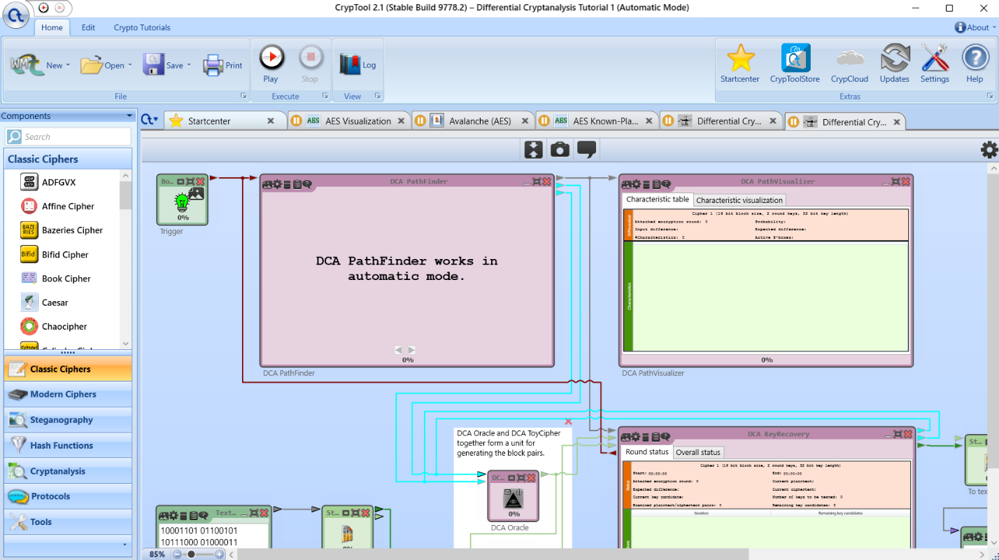 CrypTool 2.1 (Stable Build 9778.2) – Differential Cryptanalysis Tutorial 1 (Automatic Mode)
Home Edit Crypto Tutorials
About
New Open Save Print Play Stop Log
Startcenter CrypToolStore CrypCloud Updates Settings Help
File Execute View Extras
Components
Startcenter
AES AES Visualization
Avalanche (AES)
AES AES Known-Pla...
Differential Cry...
Differential Cry...
Search
Classic Ciphers
ADFGVX
Affine Cipher
BAZE RIES Bazeries Cipher
Bifid Bifid Cipher
Book Cipher
Caesar
Chaocipher
Classic Ciphers
Modern Ciphers
Steganography
Hash Functions
Cryptanalysis
Protocols
Tools
Bo...
0%
Trigger
DCA PathFinder
DCA PathFinder works in
automatic mode.
0%
DCA PathFinder
DCA PathVisualizer
Characteristic table Characteristic visualization
Differential
Cipher 1 (16 bit block size, 2 round keys, 32 bit key length)
Attacked encryption round: 0 Probability:
Input difference: Expected difference:
#Characteristics: 0 Active S-boxes:
Characteristics
0%
DCA PathVisualizer
DCA Oracle and DCA ToyCipher
together form a unit for
generating the block pairs.
DC...
0%
DCA Oracle
DCA KeyRecovery
Round status Overall status
Status
Cipher 1 (16 bit block size, 2 round keys, 32 bit key length)
Start: 00:00:00 End: 00:00:00
Attacked encryption round: 0 Current plaintext:
Expected difference: Current ciphertext:
Current key candidate: Number of keys to be tested: 0
Examined plaintext/ciphertext pairs: 0 Remaining key candidates: 0
Iteration Remaining key candidates
St...
To tex
Text...
10001101 01100101
10111000 01000011
St...
85%